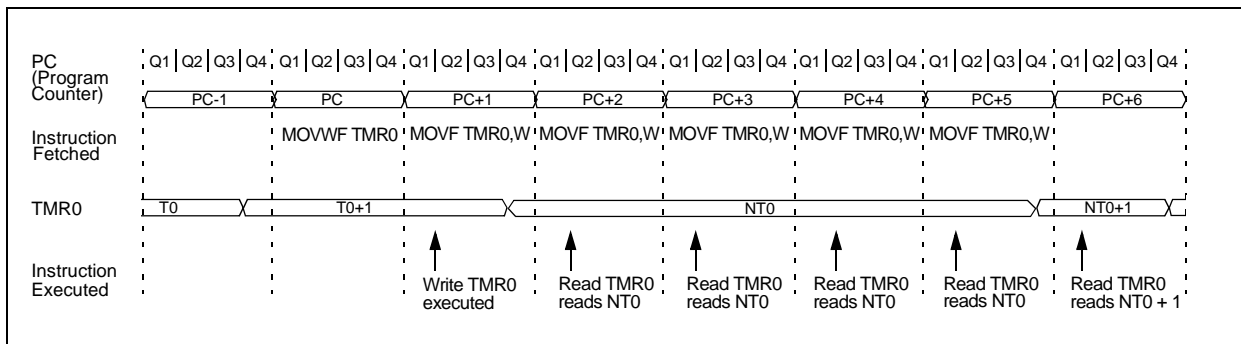 PC (Program Counter)
Q1 Q2 Q3 Q4 Q1 Q2 Q3 Q4 Q1 Q2 Q3 Q4 Q1 Q2 Q3 Q4 Q1 Q2 Q3 Q4 Q1 Q2 Q3 Q4 Q1 Q2 Q3 Q4 Q1 Q2 Q3 Q4
PC-1 PC PC+1 PC+2 PC+3 PC+4 PC+5 PC+6
Instruction Fetched
MOVWF TMR0 MOVF TMR0,W MOVF TMR0,W MOVF TMR0,W MOVF TMR0,W MOVF TMR0,W
TMR0 T0 T0+1 NT0 NT0+1
Instruction Executed
Write TMR0 executed
Read TMR0 reads NT0
Read TMR0 reads NT0
Read TMR0 reads NT0
Read TMR0 reads NT0
Read TMR0 reads NT0 + 1